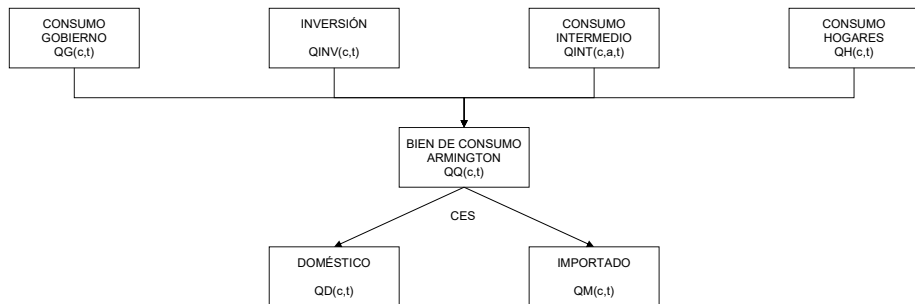 CONSUMO
GOBIERNO
QG(c,t)
INVERSIÓN
QINV(c,t)
CONSUMO
INTERMEDIO
QINT(c,a,t)
CONSUMO
HOGARES
QH(c,t)
BIEN DE CONSUMO
ARMINGTON
QQ(c,t)
CES
DOMÉSTICO
QD(c,t)
IMPORTADO
QM(c,t)